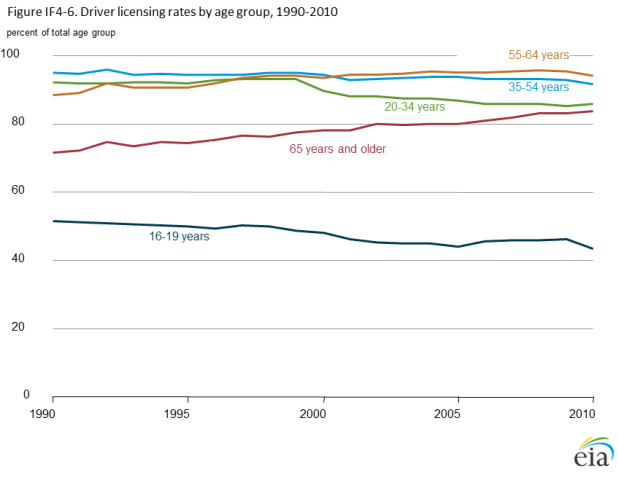 Figure IF4-6. Driver licensing rates by age group, 1990-2010
percent of total age group
100
55-64 years
35-54 years
20-34 years
80
65 years and older
60
16-19 years
40
20
0
1990 1995 2000 2005 2010
eia